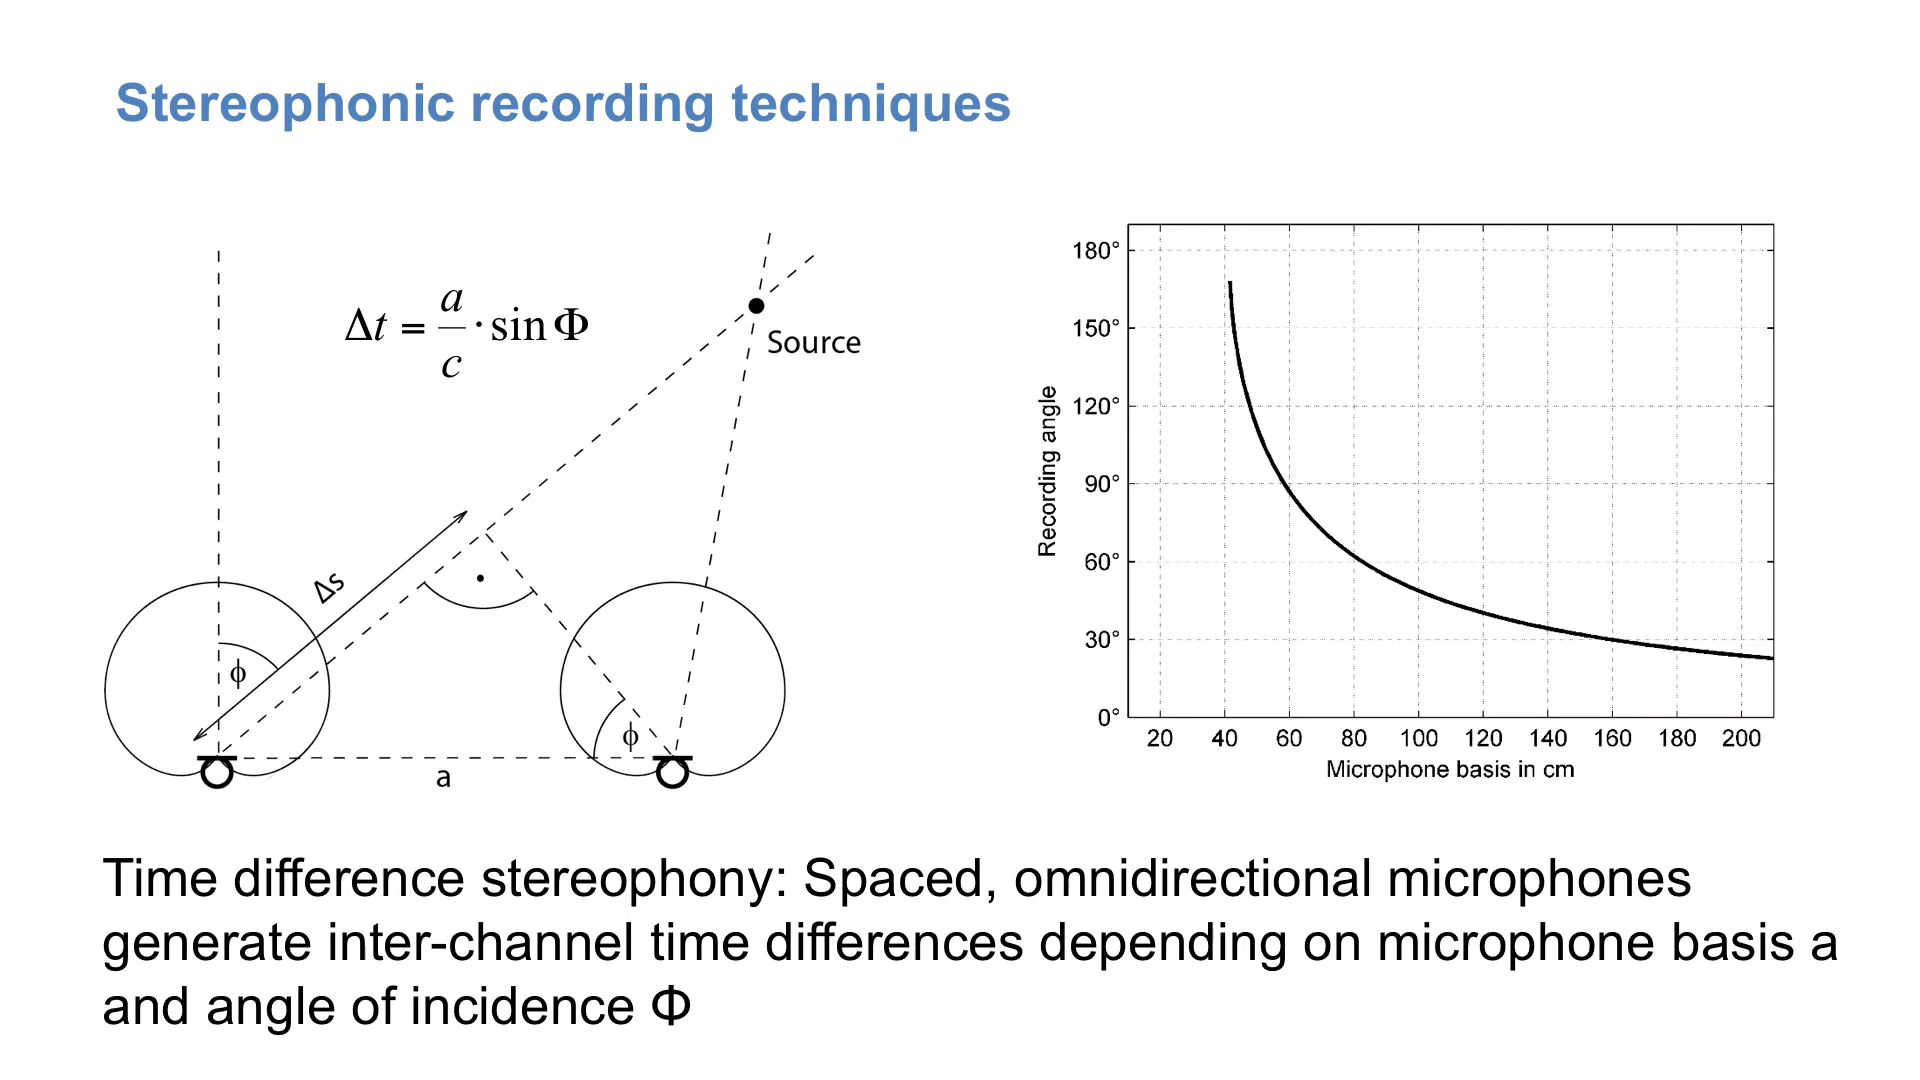 Stereophonic recording techniques
Δt = a/c · sin Φ
Source
Δs
ϕ
ϕ
a
180°
150°
120°
90°
60°
30°
0°
Recording angle
20 40 60 80 100 120 140 160 180 200
Microphone basis in cm
Time difference stereophony: Spaced, omnidirectional microphones
generate inter-channel time differences depending on microphone basis a
and angle of incidence Φ